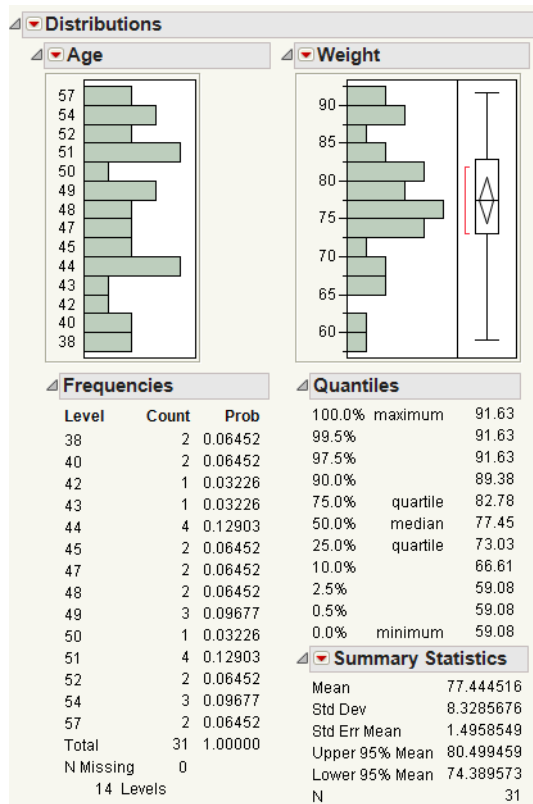 Distributions
Age
57
54
52
51
50
49
48
47
45
44
43
42
40
38
Frequencies
Level Count Prob
38 2 0.06452
40 2 0.06452
42 1 0.03226
43 1 0.03226
44 4 0.12903
45 2 0.06452
47 2 0.06452
48 2 0.06452
49 3 0.09677
50 1 0.03226
51 4 0.12903
52 2 0.06452
54 3 0.09677
57 2 0.06452
Total 31 1.00000
N Missing 0
14 Levels
Weight
90
85
80
75
70
65
60
Quantiles
100.0% maximum 91.63
99.5% 91.63
97.5% 91.63
90.0% 89.38
75.0% quartile 82.78
50.0% median 77.45
25.0% quartile 73.03
10.0% 66.61
2.5% 59.08
0.5% 59.08
0.0% minimum 59.08
Summary Statistics
Mean 77.444516
Std Dev 8.3285676
Std Err Mean 1.4958549
Upper 95% Mean 80.499459
Lower 95% Mean 74.389573
N 31